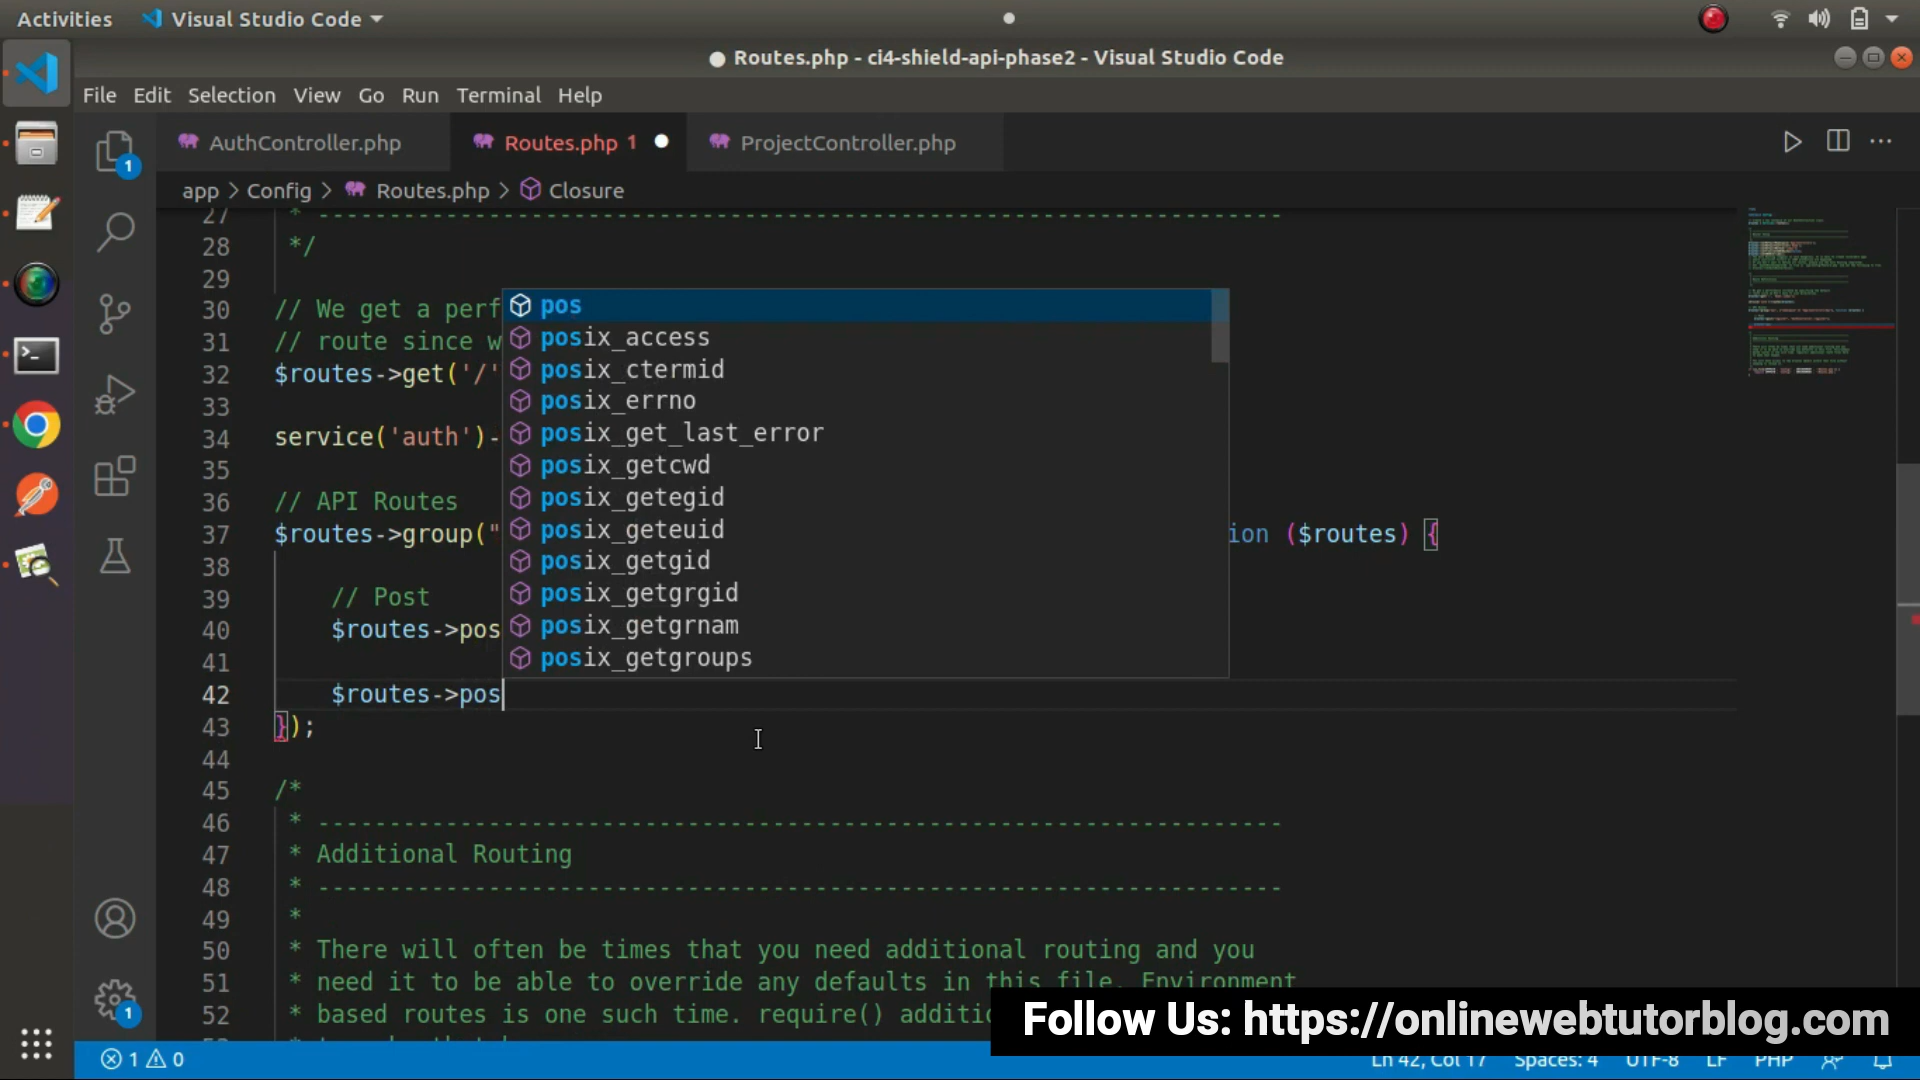 Activities Visual Studio Code
Routes.php - ci4-shield-api-phase2 - Visual Studio Code
File Edit Selection View Go Run Terminal Help
AuthController.php Routes.php 1 ProjectController.php
app > Config > Routes.php > Closure
27 * --------------------------------------------------------------------
28 */
29
30 // We get a perf
31 // route since w
32 $routes->get('/'
33
34 service('auth')-
35
36 // API Routes
37 $routes->group(" ion ($routes) {
38
39 // Post
40 $routes->pos
41
42 $routes->pos
43 });
44
45 /*
46 * --------------------------------------------------------------------
47 * Additional Routing
48 * --------------------------------------------------------------------
49 *
50 * There will often be times that you need additional routing and you
51 * need it to be able to override any defaults in this file. Environment
52 * based routes is one such time. require() additi
pos
posix_access
posix_ctermid
posix_errno
posix_get_last_error
posix_getcwd
posix_getegid
posix_geteuid
posix_getgid
posix_getgrgid
posix_getgrnam
posix_getgroups
1
1
Follow Us: https://onlinewebtutorblog.com
1 0 Ln 42, Col 17 Spaces: 4 UTF-8 LF PHP